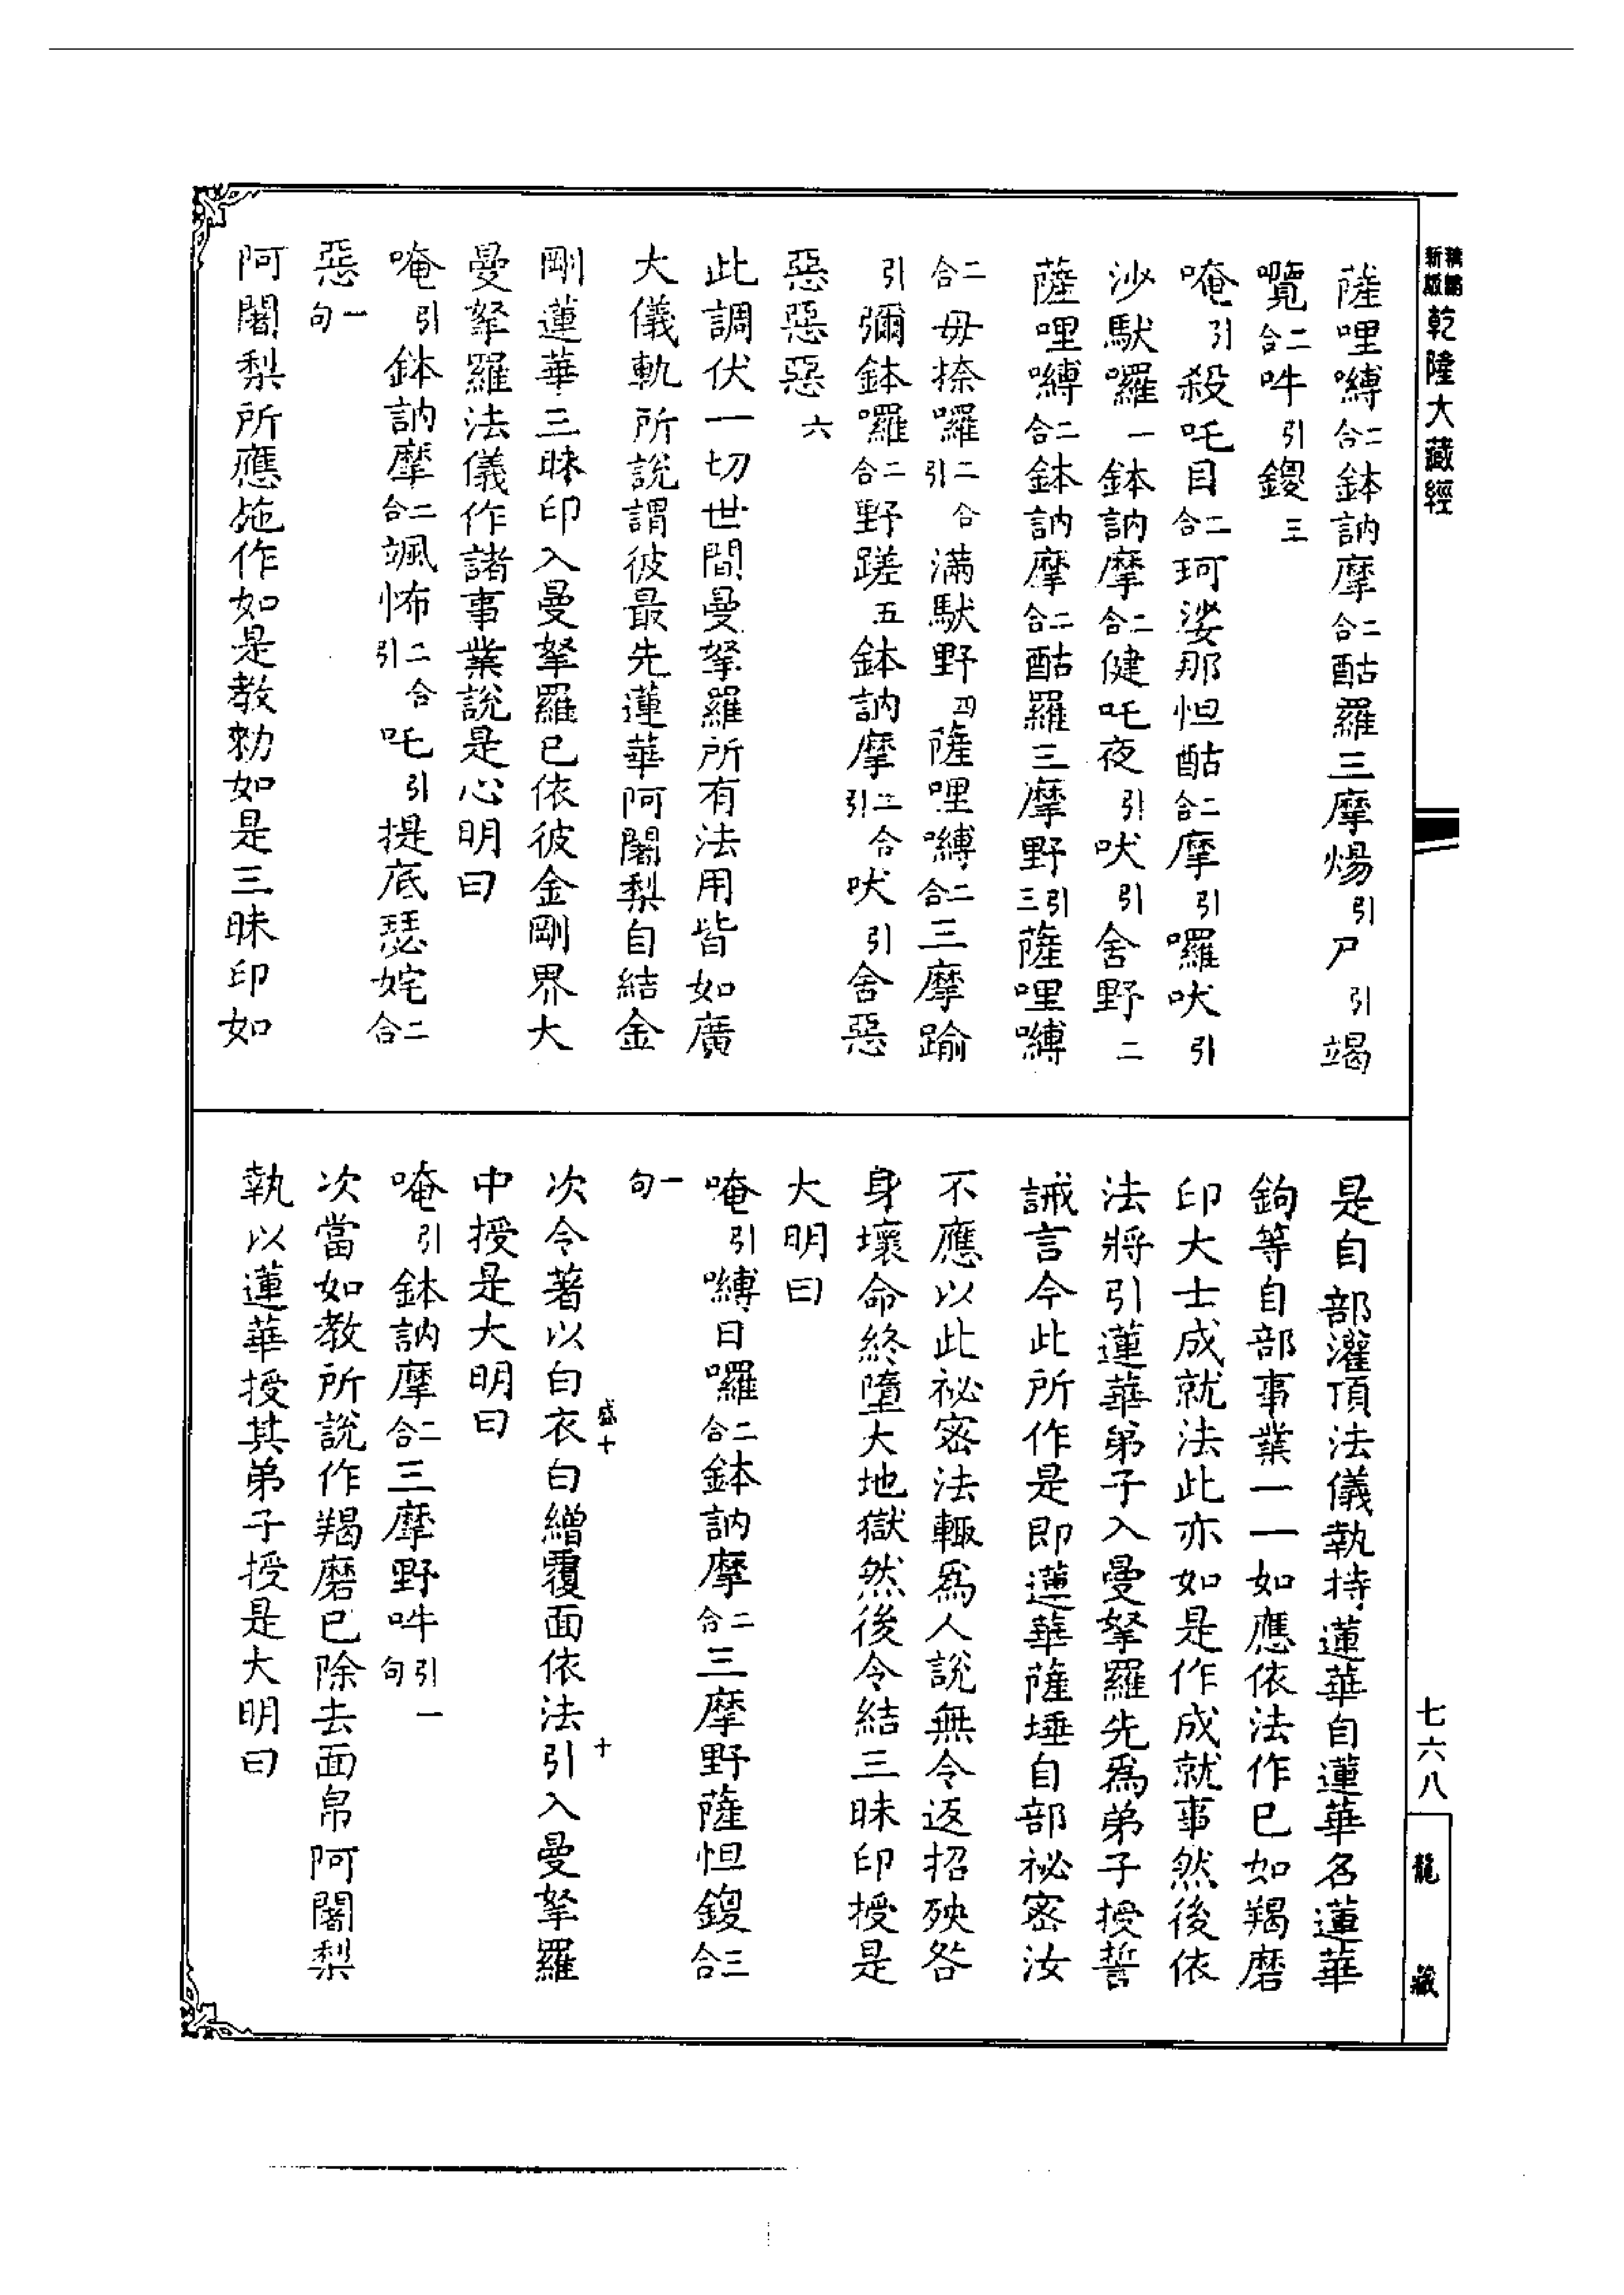 新版
乾隆大藏經
薩哩嚩二合鉢訥摩二合酤羅三摩煬引尸引竭
囕二合吽引鑁三
唵引殺吒目二合珂娑那怛酤二合摩引囉吠引
沙馱囉一鉢訥摩二合健吒夜引吠引舍野二
薩哩嚩二合鉢訥摩二合酤羅三摩野引三薩哩嚩
二合毋捺囉二合引滿馱野四薩哩嚩二合三摩踰
引彌鉢囉二合野蹉五鉢訥摩二合引吠引舍惡
惡惡惡六
此調伏一切世間曼拏羅所有法用皆如廣
大儀軌所說謂彼最先蓮華阿闍梨自結金
剛蓮華三昧印入曼拏羅已依彼金剛界大
曼拏羅法儀作諸事業說是心明曰
唵引鉢訥摩二合颯怖二合引吒引提底瑟姹二合
惡一句
阿闍梨所應施作如是教勅如是三昧印如
是自部灌頂法儀執持蓮華自蓮華名蓮華
鉤等自部事業一一如應依法作已如羯磨
印大士成就法此亦如是作成就事然後依
法將引蓮華弟子入曼拏羅先爲弟子授誓
誡言今此所作是即蓮華薩埵自部祕密汝
不應以此祕密法輙爲人說無令返招殃咎
身壞命終墮大地獄然後令結三昧印授是
大明曰
唵引嚩日囉二合鉢訥摩二合三摩野薩怛鑁三合
一句
次令著以白衣白繒覆面依法引入曼拏羅
盛十
十
中授是大明曰
唵引鉢訥摩二合三摩野吽引一句
次當如教所說作羯磨已除去面帛阿闍梨
執以蓮華授其弟子授是大明曰
七六八
龍藏